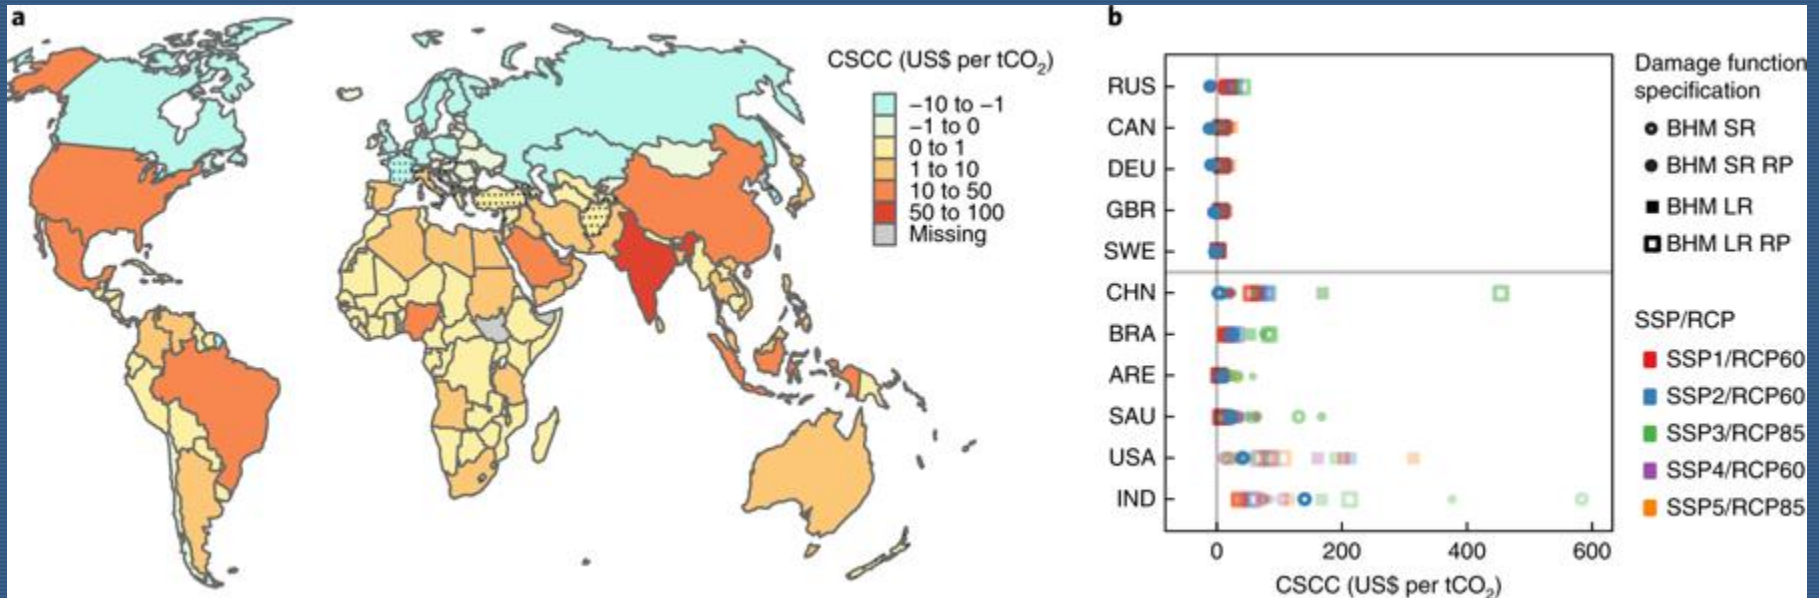 a
CSCC (US$ per tCO₂)
−10 to −1
−1 to 0
0 to 1
1 to 10
10 to 50
50 to 100
Missing
b
RUS
CAN
DEU
GBR
SWE
CHN
BRA
ARE
SAU
USA
IND
0 200 400 600
CSCC (US$ per tCO₂)
Damage function
specification
BHM SR
BHM SR RP
BHM LR
BHM LR RP
SSP/RCP
SSP1/RCP60
SSP2/RCP60
SSP3/RCP85
SSP4/RCP60
SSP5/RCP85